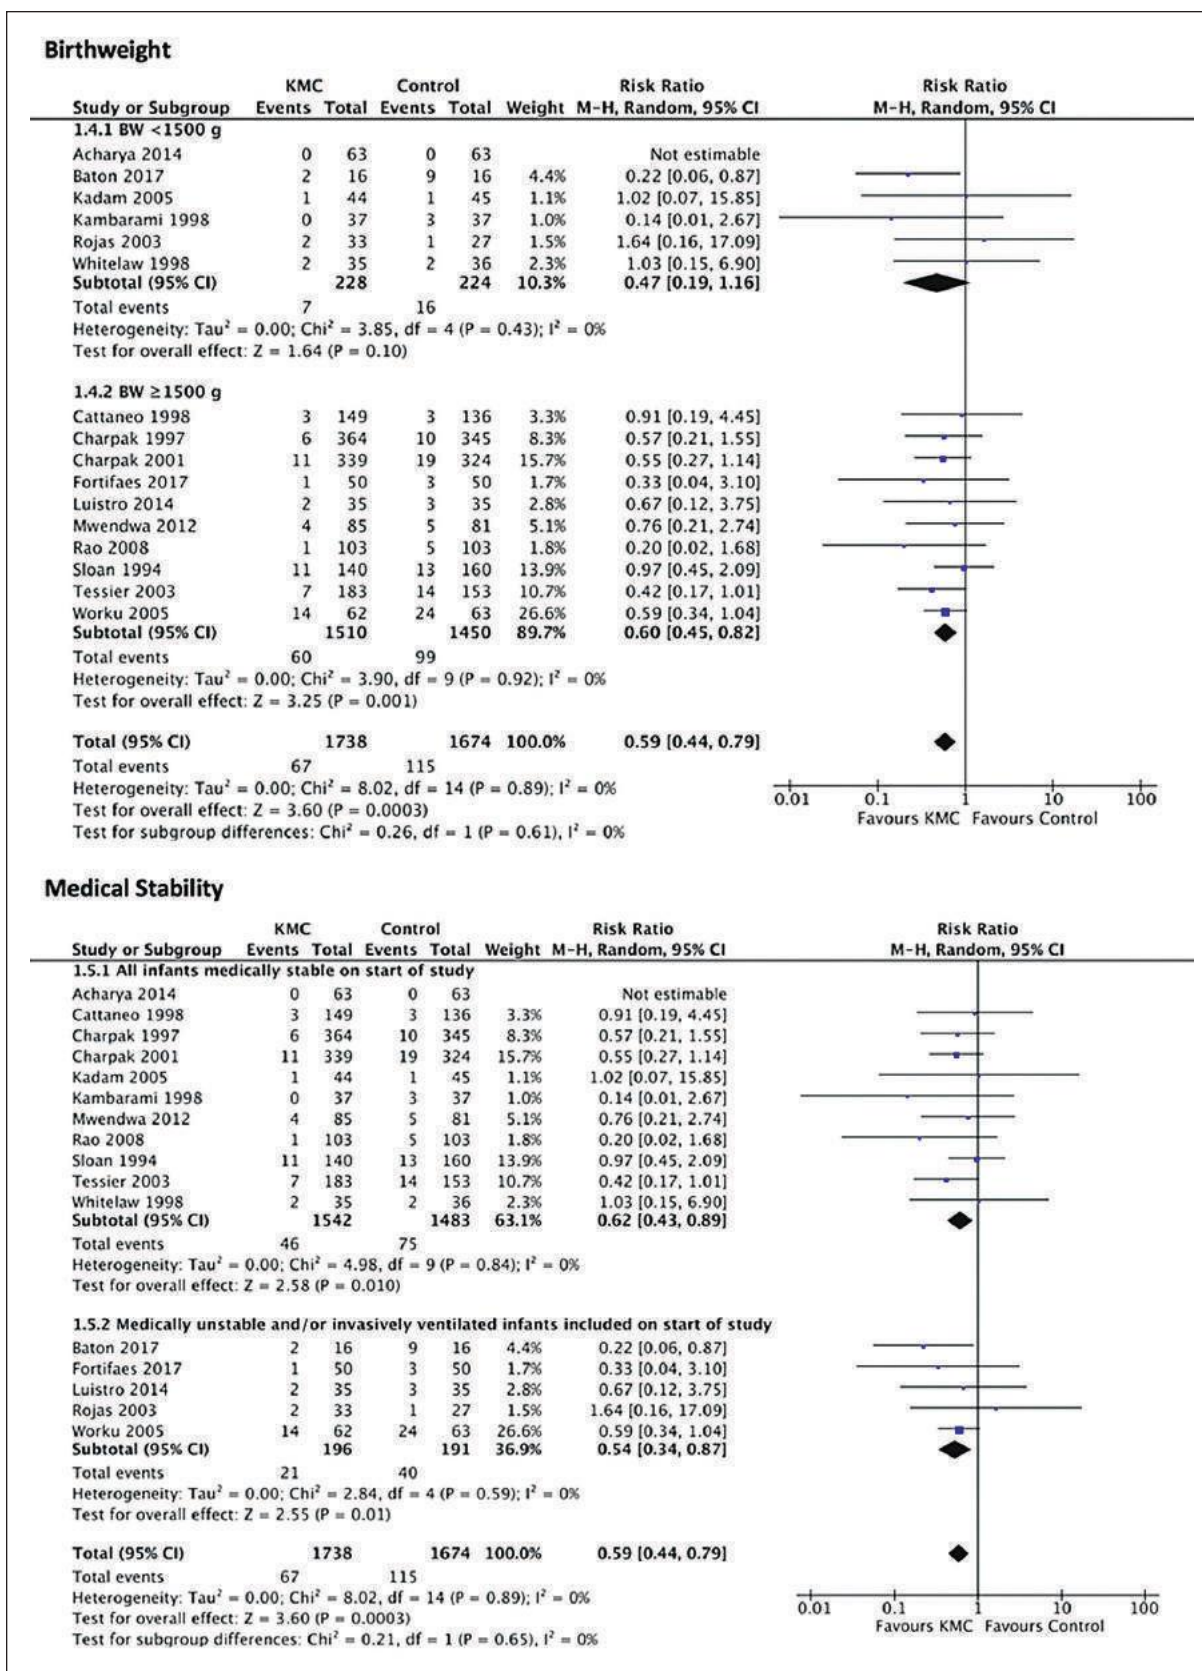 Birthweight
KMC Control Risk Ratio Risk Ratio
Study or Subgroup Events Total Events Total Weight M-H, Random, 95% CI M-H, Random, 95% CI
1.4.1 BW <1500 g
Acharya 2014 0 63 0 63 Not estimable
Baton 2017 2 16 9 16 4.4% 0.22 [0.06, 0.87]
Kadam 2005 1 44 1 45 1.1% 1.02 [0.07, 15.85]
Kambarami 1998 0 37 3 37 1.0% 0.14 [0.01, 2.67]
Rojas 2003 2 33 1 27 1.5% 1.64 [0.16, 17.09]
Whitelaw 1998 2 35 2 36 2.3% 1.03 [0.15, 6.90]
Subtotal (95% CI) 228 224 10.3% 0.47 [0.19, 1.16]
Total events 7 16
Heterogeneity: Tau² = 0.00; Chi² = 3.85, df = 4 (P = 0.43); I² = 0%
Test for overall effect: Z = 1.64 (P = 0.10)
1.4.2 BW ≥1500 g
Cattaneo 1998 3 149 3 136 3.3% 0.91 [0.19, 4.45]
Charpak 1997 6 364 10 345 8.3% 0.57 [0.21, 1.55]
Charpak 2001 11 339 19 324 15.7% 0.55 [0.27, 1.14]
Fortifaes 2017 1 50 3 50 1.7% 0.33 [0.04, 3.10]
Luistro 2014 2 35 3 35 2.8% 0.67 [0.12, 3.75]
Mwendwa 2012 4 85 5 81 5.1% 0.76 [0.21, 2.74]
Rao 2008 1 103 5 103 1.8% 0.20 [0.02, 1.68]
Sloan 1994 11 140 13 160 13.9% 0.97 [0.45, 2.09]
Tessier 2003 7 183 14 153 10.7% 0.42 [0.17, 1.01]
Worku 2005 14 62 24 63 26.6% 0.59 [0.34, 1.04]
Subtotal (95% CI) 1510 1450 89.7% 0.60 [0.45, 0.82]
Total events 60 99
Heterogeneity: Tau² = 0.00; Chi² = 3.90, df = 9 (P = 0.92); I² = 0%
Test for overall effect: Z = 3.25 (P = 0.001)
Total (95% CI) 1738 1674 100.0% 0.59 [0.44, 0.79]
Total events 67 115
Heterogeneity: Tau² = 0.00; Chi² = 8.02, df = 14 (P = 0.89); I² = 0%
Test for overall effect: Z = 3.60 (P = 0.0003)
Test for subgroup differences: Chi² = 0.26, df = 1 (P = 0.61), I² = 0%
0.01 0.1 1 10 100
Favours KMC Favours Control
Medical Stability
KMC Control Risk Ratio Risk Ratio
Study or Subgroup Events Total Events Total Weight M-H, Random, 95% CI M-H, Random, 95% CI
1.5.1 All infants medically stable on start of study
Acharya 2014 0 63 0 63 Not estimable
Cattaneo 1998 3 149 3 136 3.3% 0.91 [0.19, 4.45]
Charpak 1997 6 364 10 345 8.3% 0.57 [0.21, 1.55]
Charpak 2001 11 339 19 324 15.7% 0.55 [0.27, 1.14]
Kadam 2005 1 44 1 45 1.1% 1.02 [0.07, 15.85]
Kambarami 1998 0 37 3 37 1.0% 0.14 [0.01, 2.67]
Mwendwa 2012 4 85 5 81 5.1% 0.76 [0.21, 2.74]
Rao 2008 1 103 5 103 1.8% 0.20 [0.02, 1.68]
Sloan 1994 11 140 13 160 13.9% 0.97 [0.45, 2.09]
Tessier 2003 7 183 14 153 10.7% 0.42 [0.17, 1.01]
Whitelaw 1998 2 35 2 36 2.3% 1.03 [0.15, 6.90]
Subtotal (95% CI) 1542 1483 63.1% 0.62 [0.43, 0.89]
Total events 46 75
Heterogeneity: Tau² = 0.00; Chi² = 4.98, df = 9 (P = 0.84); I² = 0%
Test for overall effect: Z = 2.58 (P = 0.010)
1.5.2 Medically unstable and/or invasively ventilated infants included on start of study
Baton 2017 2 16 9 16 4.4% 0.22 [0.06, 0.87]
Fortifaes 2017 1 50 3 50 1.7% 0.33 [0.04, 3.10]
Luistro 2014 2 35 3 35 2.8% 0.67 [0.12, 3.75]
Rojas 2003 2 33 1 27 1.5% 1.64 [0.16, 17.09]
Worku 2005 14 62 24 63 26.6% 0.59 [0.34, 1.04]
Subtotal (95% CI) 196 191 36.9% 0.54 [0.34, 0.87]
Total events 21 40
Heterogeneity: Tau² = 0.00; Chi² = 2.84, df = 4 (P = 0.59); I² = 0%
Test for overall effect: Z = 2.55 (P = 0.01)
Total (95% CI) 1738 1674 100.0% 0.59 [0.44, 0.79]
Total events 67 115
Heterogeneity: Tau² = 0.00; Chi² = 8.02, df = 14 (P = 0.89); I² = 0%
Test for overall effect: Z = 3.60 (P = 0.0003)
Test for subgroup differences: Chi² = 0.21, df = 1 (P = 0.65), I² = 0%
0.01 0.1 1 10 100
Favours KMC Favours Control